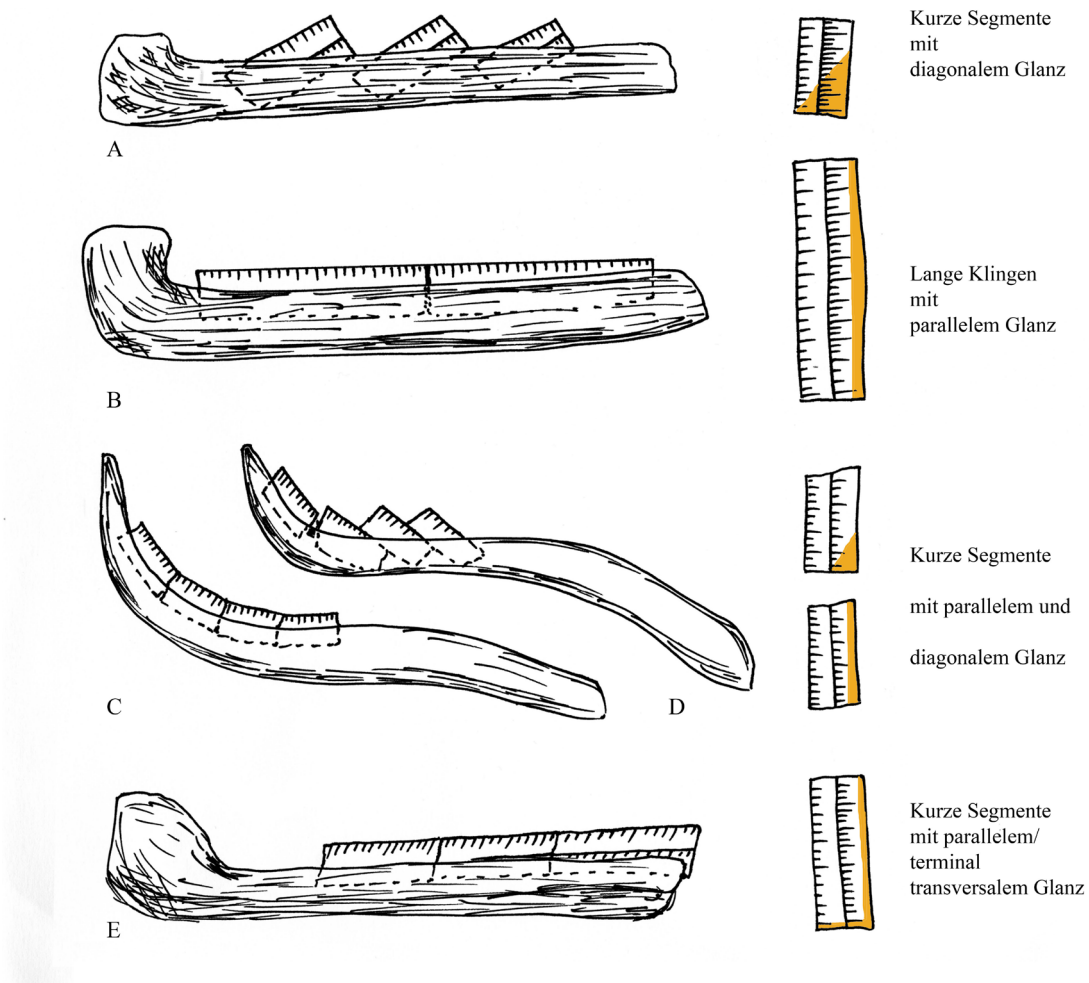 Kurze Segmente
mit
diagonalem Glanz
A
Lange Klingen
mit
parallelem Glanz
B
Kurze Segmente
mit parallelem und
diagonalem Glanz
C
D
Kurze Segmente
mit parallelem/
terminal
transversalem Glanz
E